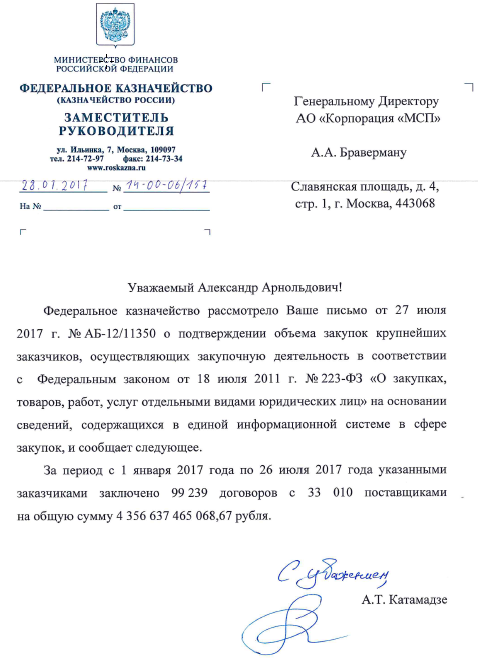 МИНИСТЕРСТВО ФИНАНСОВ
РОССИЙСКОЙ ФЕДЕРАЦИИ
ФЕДЕРАЛЬНОЕ КАЗНАЧЕЙСТВО
(КАЗНАЧЕЙСТВО РОССИИ)
ЗАМЕСТИТЕЛЬ
РУКОВОДИТЕЛЯ
ул. Ильинка, 7, Москва, 109097
тел. 214-72-97 факс: 214-73-34
www.roskazna.ru
28.07.2017 № 14-00-06/157
На № от
Генеральному Директору
АО «Корпорация «МСП»
А.А. Браверману
Славянская площадь, д. 4,
стр. 1, г. Москва, 443068
Уважаемый Александр Арнольдович!
Федеральное казначейство рассмотрело Ваше письмо от 27 июля
2017 г. № АБ-12/11350 о подтверждении объема закупок крупнейших
заказчиков, осуществляющих закупочную деятельность в соответствии
с Федеральным законом от 18 июля 2011 г. № 223-ФЗ «О закупках,
товаров, работ, услуг отдельными видами юридических лиц» на основании
сведений, содержащихся в единой информационной системе в сфере
закупок, и сообщает следующее.
За период с 1 января 2017 года по 26 июля 2017 года указанными
заказчиками заключено 99 239 договоров с 33 010 поставщиками
на общую сумму 4 356 637 465 068,67 рубля.
С уважением,
А.Т. Катамадзе